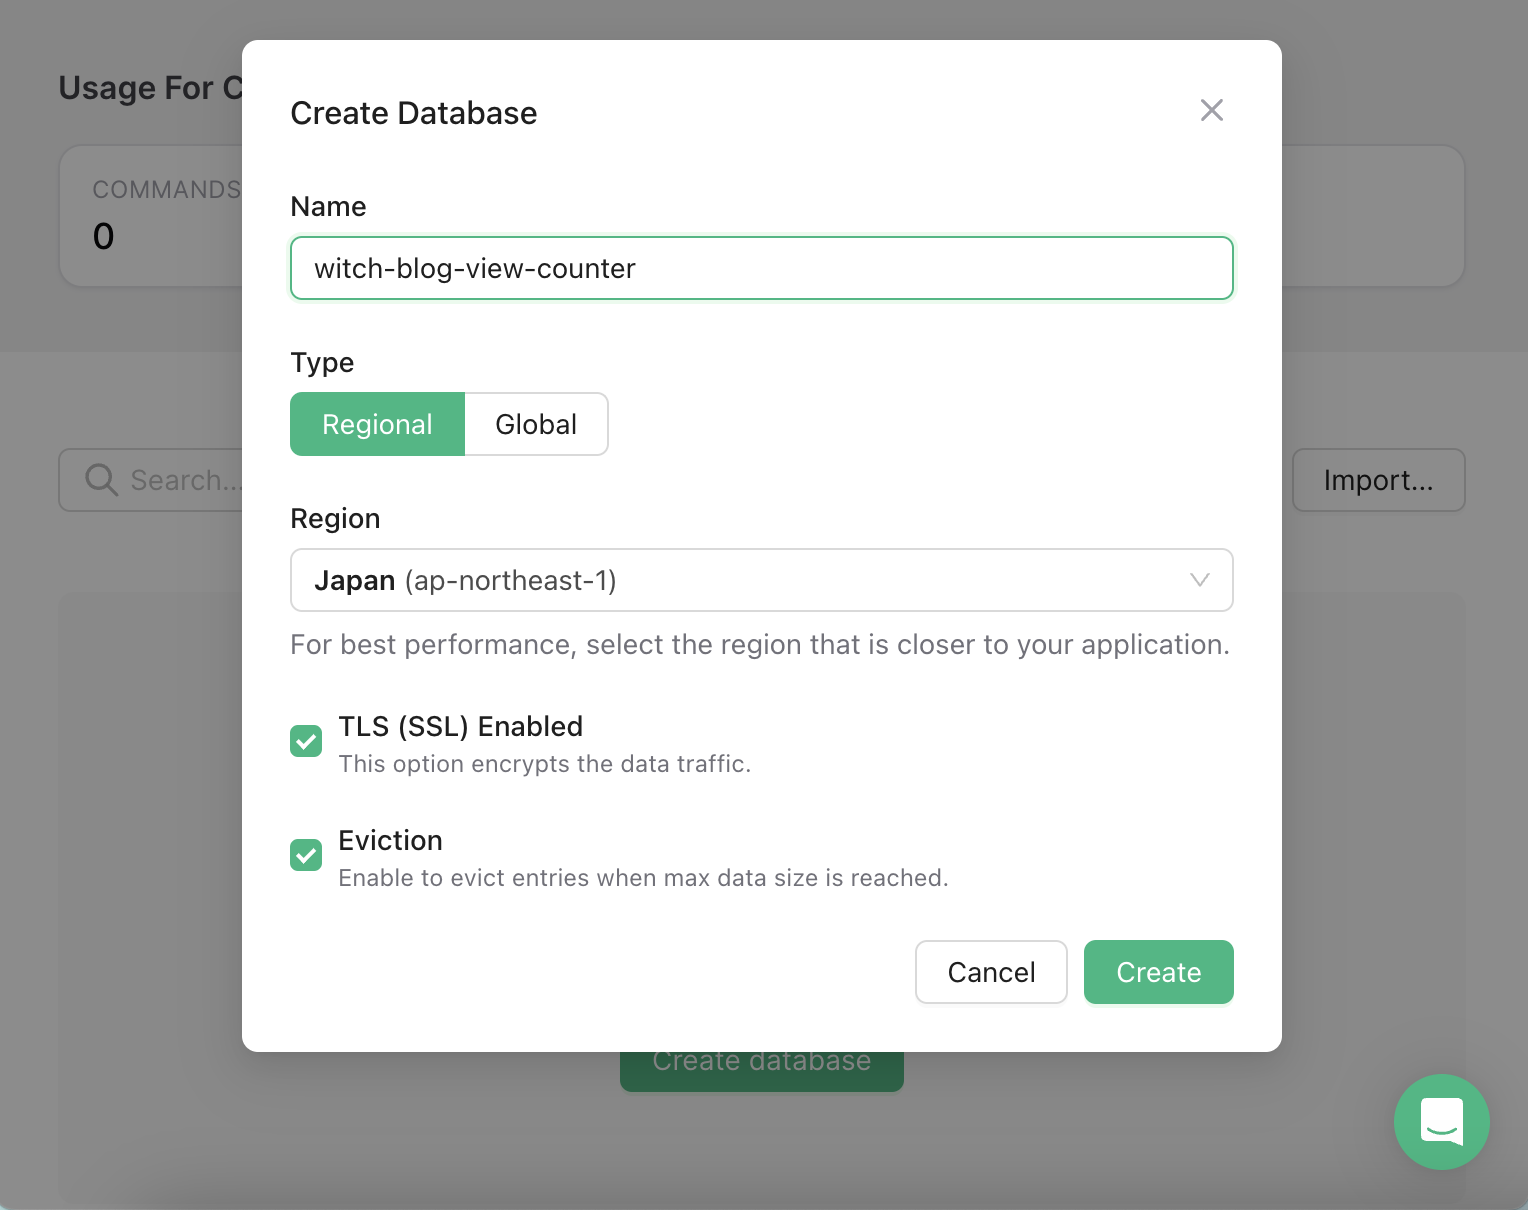 Usage For C
COMMANDS
0
Search...
Import...
Create Database
Name
witch-blog-view-counter
Type
Regional
Global
Region
Japan (ap-northeast-1)
For best performance, select the region that is closer to your application.
TLS (SSL) Enabled
This option encrypts the data traffic.
Eviction
Enable to evict entries when max data size is reached.
Cancel
Create
Create database